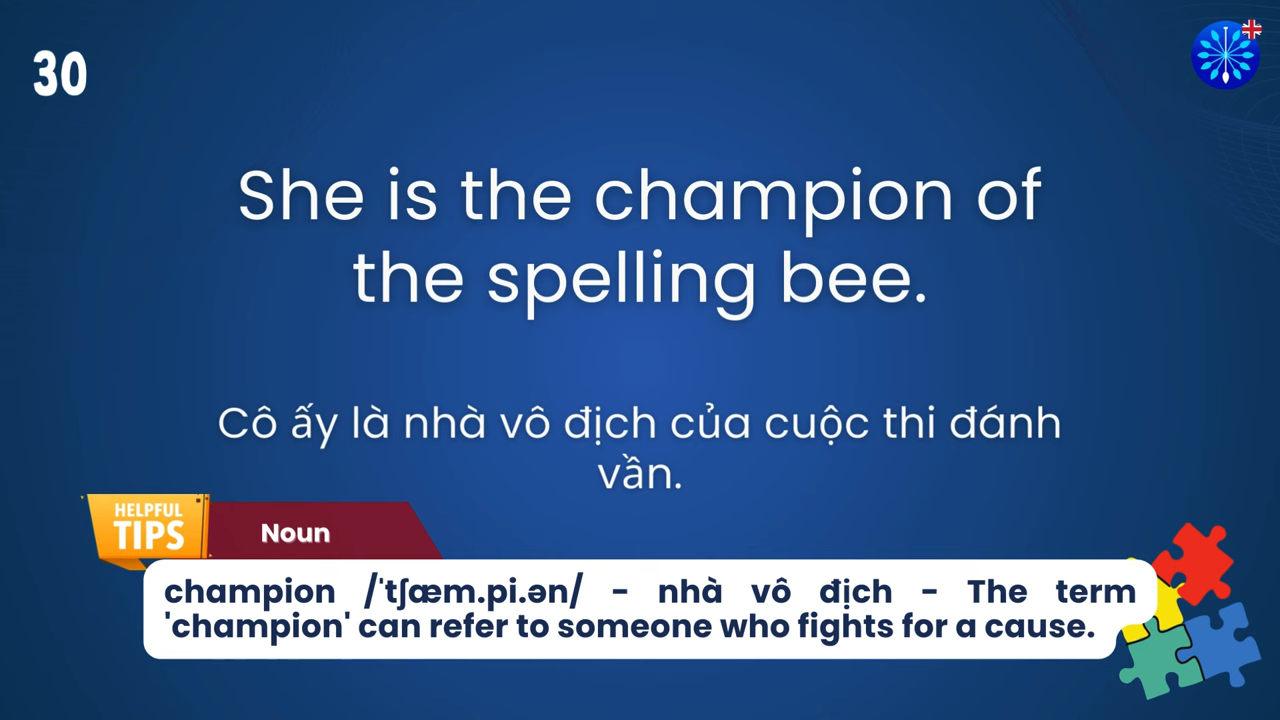 30
She is the champion of
the spelling bee.
Cô ấy là nhà vô địch của cuộc thi đánh
vần.
HELPFUL
TIPS
Noun
champion /ˈtʃæm.pi.ən/ - nhà vô địch - The term
'champion' can refer to someone who fights for a cause.